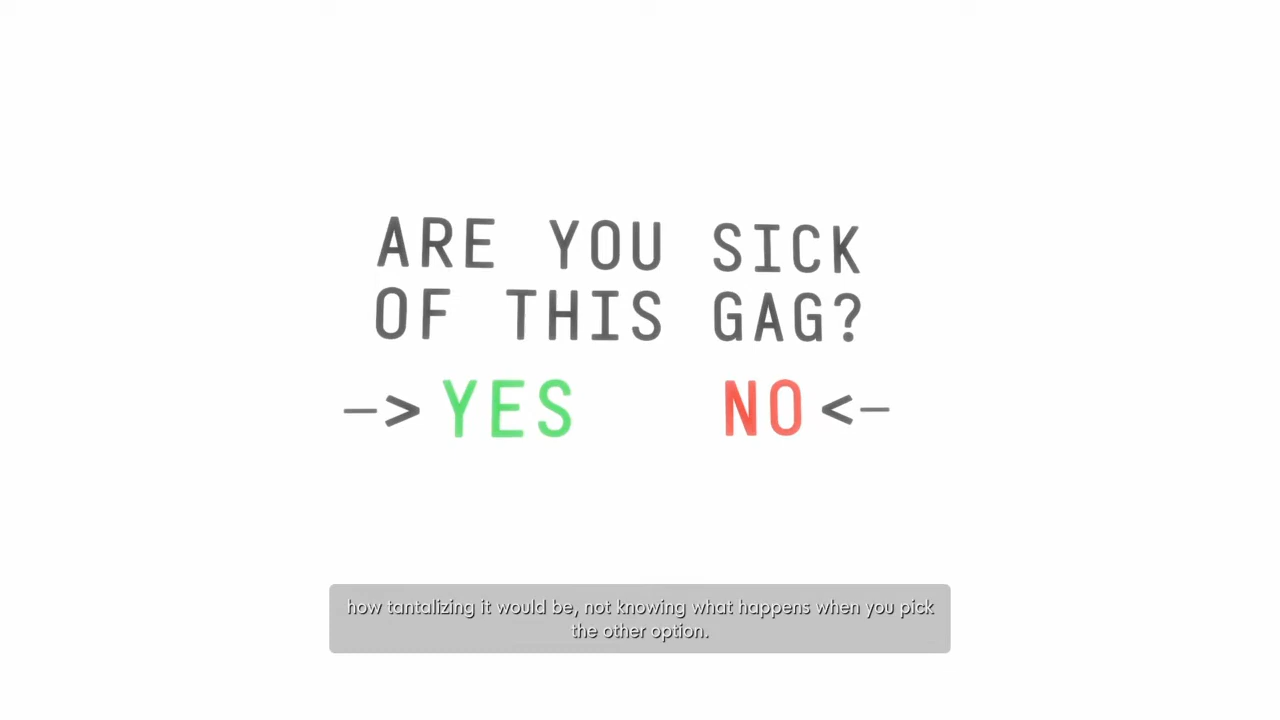 ARE YOU SICK
OF THIS GAG?
—> YES NO <—
how tantalizing it would be, not knowing what happens when you pick
the other option.